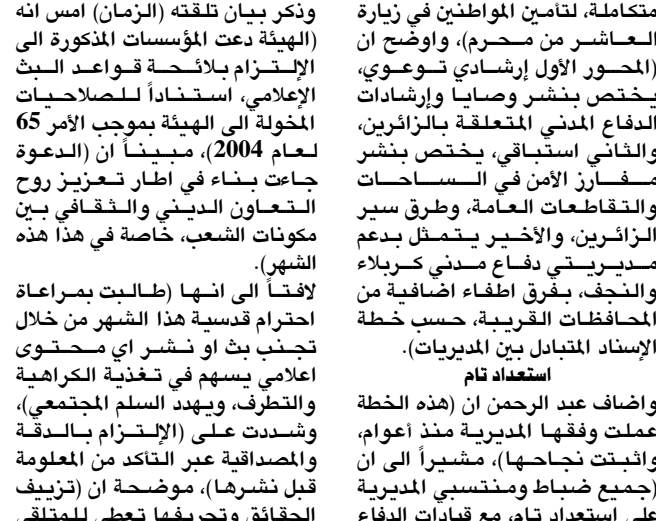 متكاملة، لتأمين المواطنين في زيارة
العاشر من محرم)، واوضح ان
(المحور الأول إرشادي توعوي،
يختص بنشر وصايا وإرشادات
الدفاع المدني المتعلقة بالزائرين،
والثاني استباقي، يختص بنشر
مفارز الأمن في الساحات
والتقاطعات العامة، وطرق سير
الزائرين، والأخير يتمثل بدعم
مديريتي دفاع مدني كربلاء
والنجف، بفرق اطفاء اضافية من
المحافظات القريبة، حسب خطة
الإسناد المتبادل بين المديريات).
استعداد تام
واضاف عبد الرحمن ان (هذه الخطة
عملت وفقها المديرية منذ أعوام،
واثبتت نجاحها)، مشيراً الى ان
(جميع ضباط ومنتسبي المديرية
على استعداد تام، مع قيادات الدفاع
وذكر بيان تلقته (الزمان) امس انه
(الهيئة دعت المؤسسات المذكورة الى
الإلتزام بلائحة قواعد البث
الإعلامي، استناداً للصلاحيات
المخولة الى الهيئة بموجب الأمر 65
لعام 2004)، مبيناً ان (الدعوة
جاءت بناء في اطار تعزيز روح
التعاون الديني والثقافي بين
مكونات الشعب، خاصة في هذا هذه
الشهر).
لافتاً الى انها (طالبت بمراعاة
احترام قدسية هذا الشهر من خلال
تجنب بث او نشر اي محتوى
اعلامي يسهم في تغذية الكراهية
والتطرف، ويهدد السلم المجتمعي)،
وشددت على (الإلتزام بالدقة
والمصداقية عبر التأكد من المعلومة
قبل نشرها)، موضحة ان (تزييف
الحقائق وتحريفها تعطي للمتلقي